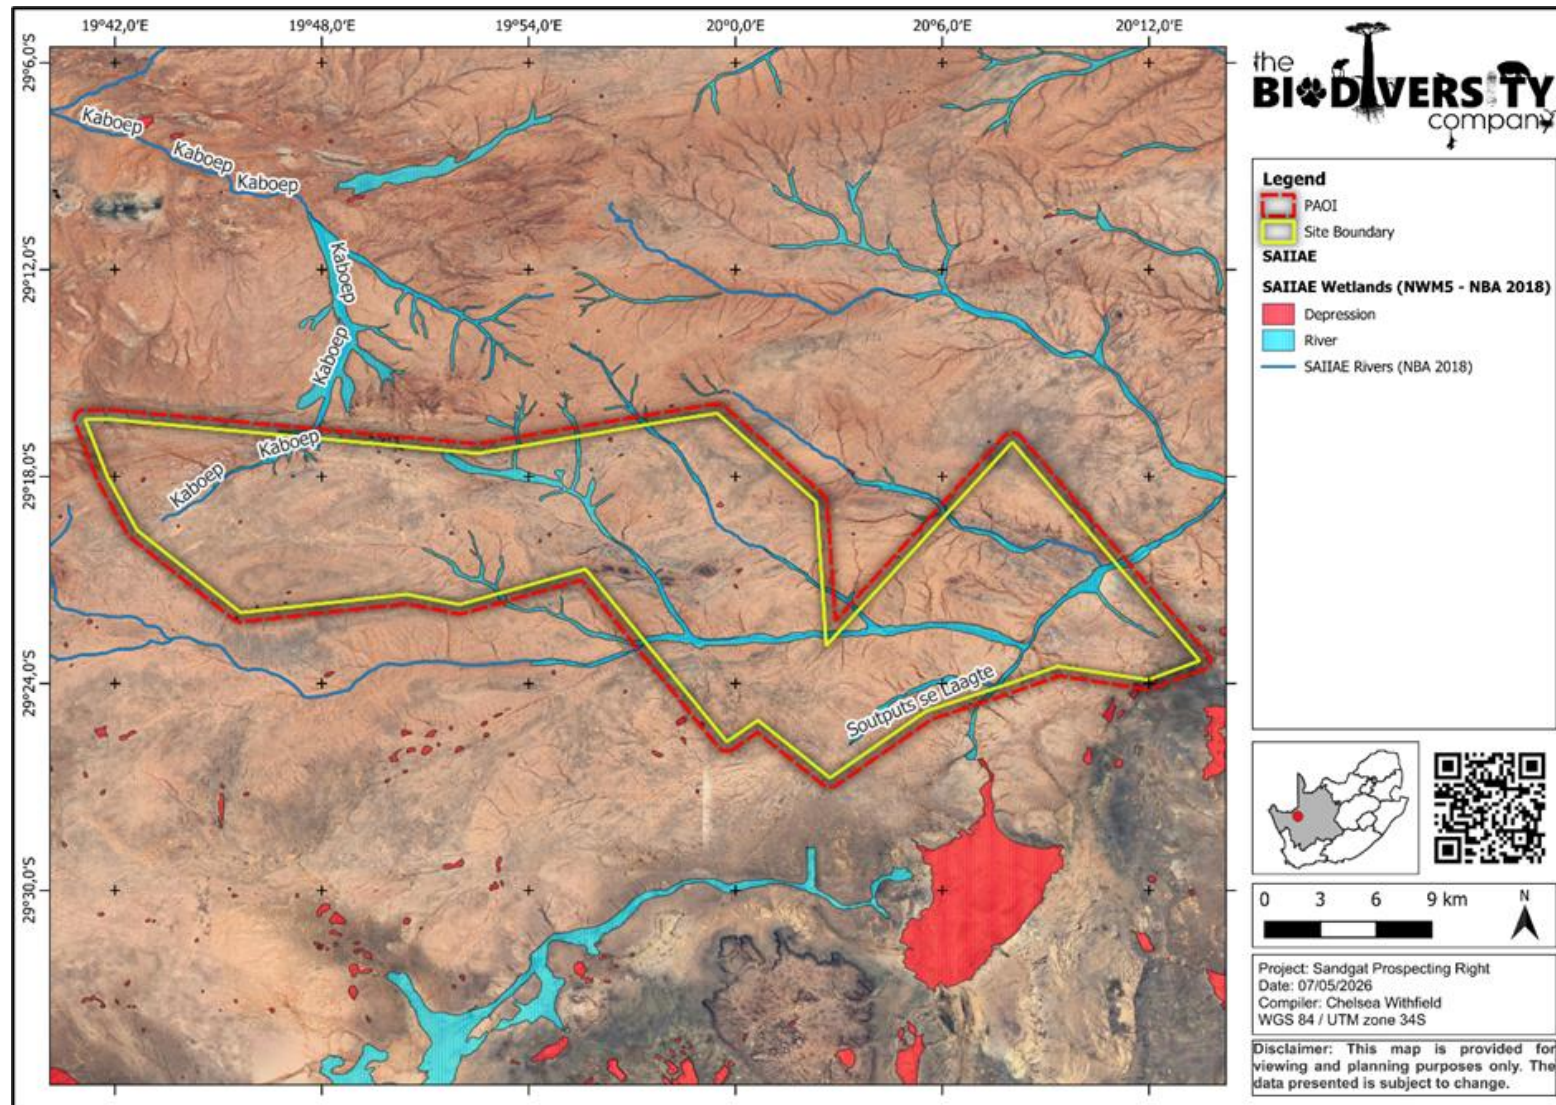 19°42,0'E
19°48,0'E
19°54,0'E
20°0,0'E
20°6,0'E
20°12,0'E
29°6,0'S
29°12,0'S
29°18,0'S
29°24,0'S
29°30,0'S
Kaboep
Kaboep
Kaboep
Kaboep
Kaboep
Kaboep
Kaboep
Soutputs se Laagte
the
BIODIVERSITY
company
Legend
PAOI
Site Boundary
SAIIAE
SAIIAE Wetlands (NWM5 - NBA 2018)
Depression
River
SAIIAE Rivers (NBA 2018)
0 3 6 9 km
N
Project: Sandgat Prospecting Right
Date: 07/05/2026
Compiler: Chelsea Withfield
WGS 84 / UTM zone 34S
Disclaimer: This map is provided for
viewing and planning purposes only. The
data presented is subject to change.